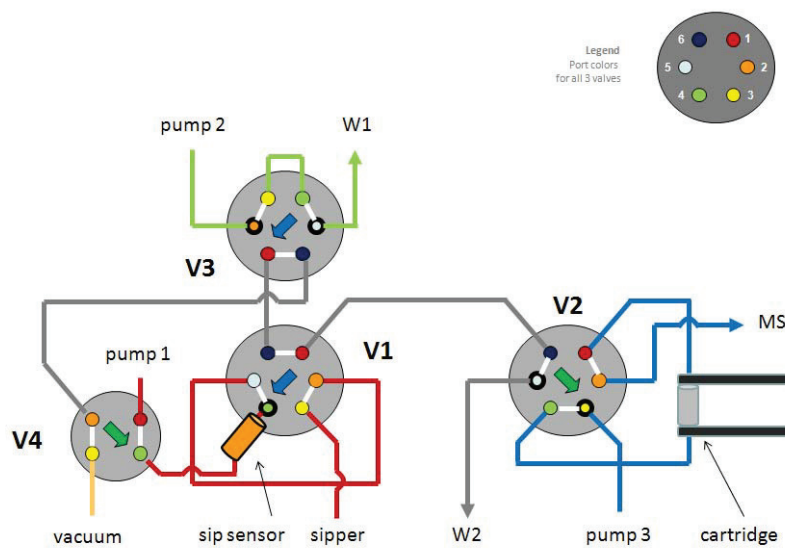 Legend
Port colors
for all 3 valves
6 1
5 2
4 3
pump 2 W1
V3
V2
MS
pump 1
V1
V4
vacuum sip sensor sipper W2 pump 3 cartridge